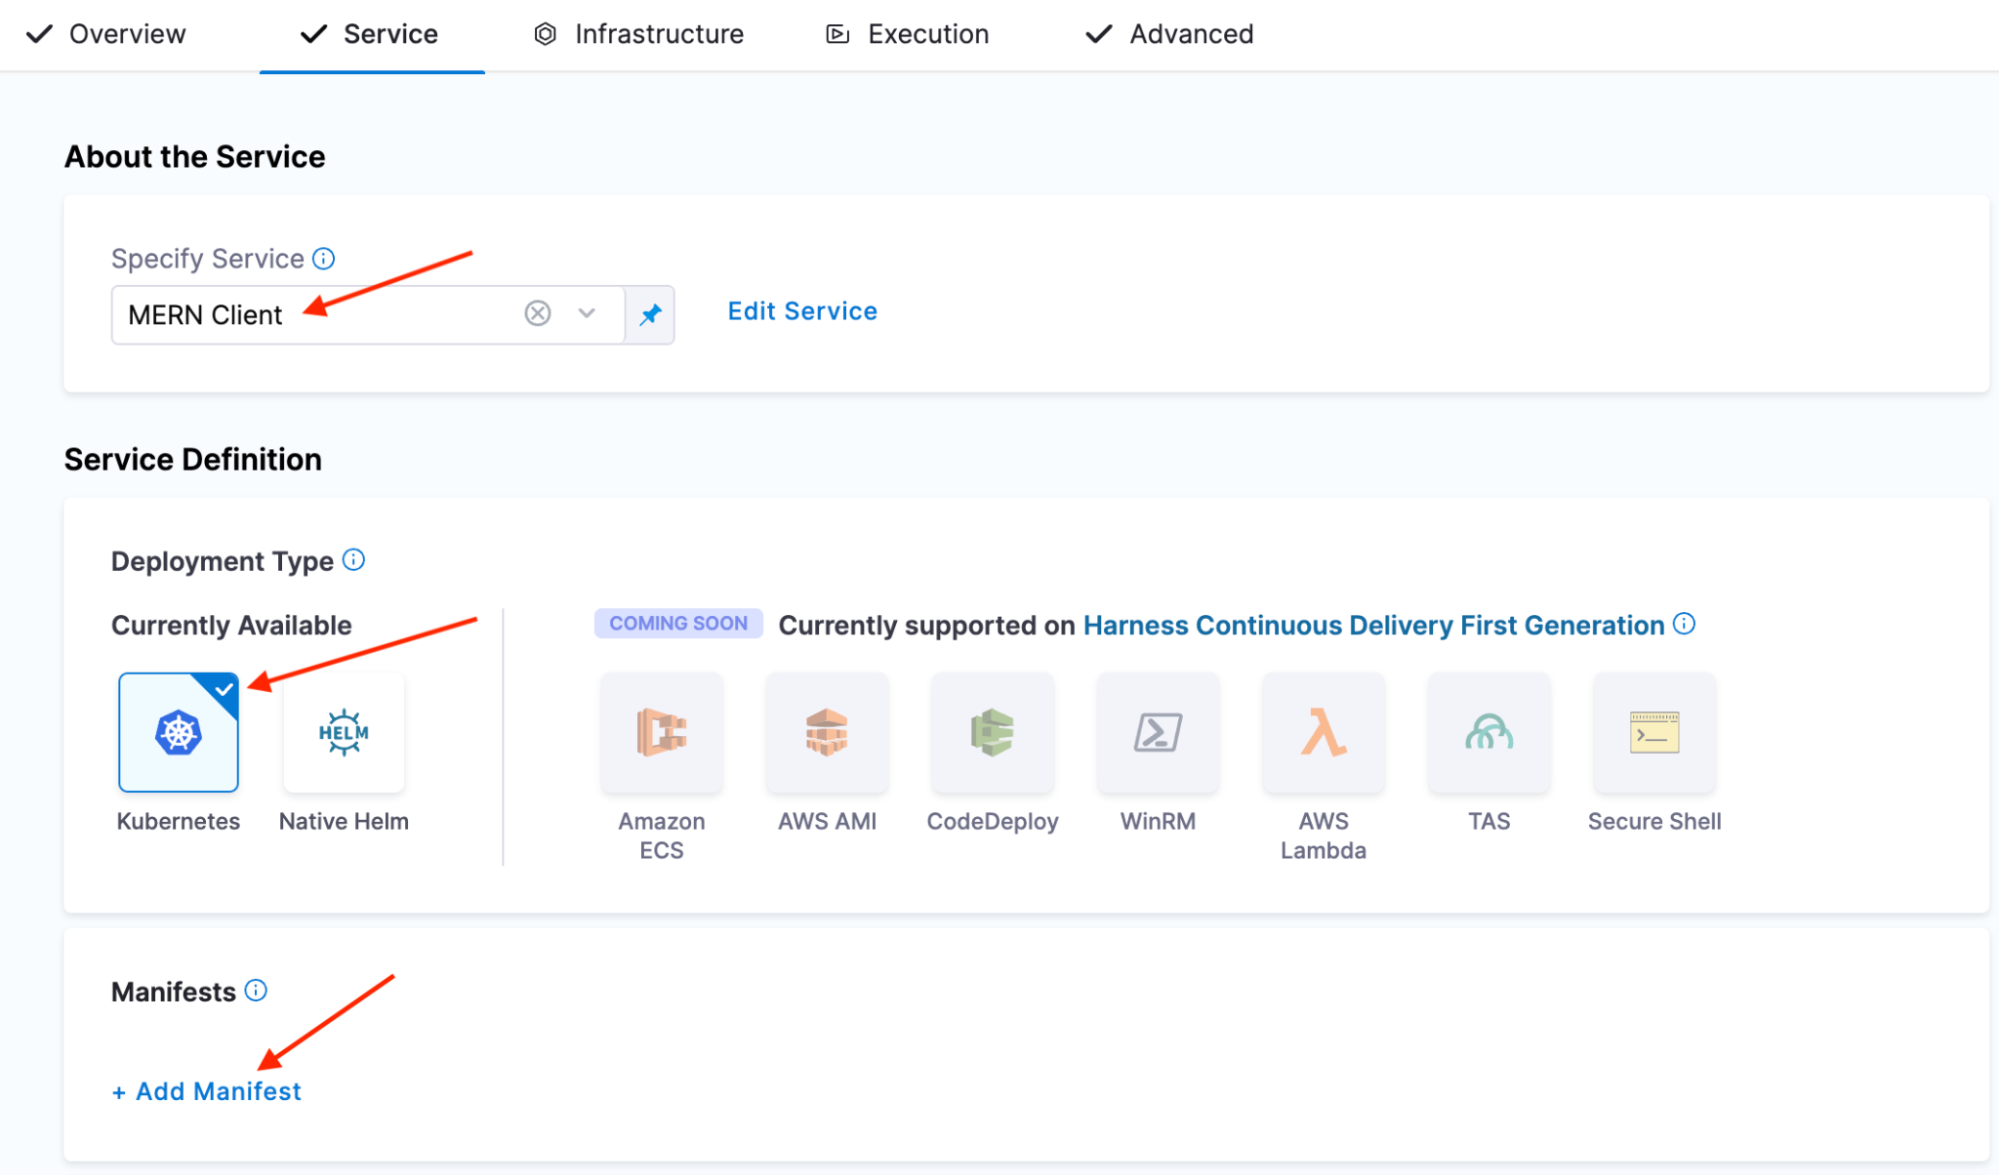 Overview Service Infrastructure Execution Advanced
About the Service
Specify Service
MERN Client
Edit Service
Service Definition
Deployment Type
Currently Available
COMING SOON Currently supported on Harness Continuous Delivery First Generation
HELM
Kubernetes Native Helm Amazon ECS AWS AMI CodeDeploy WinRM AWS Lambda TAS Secure Shell
Manifests
+ Add Manifest